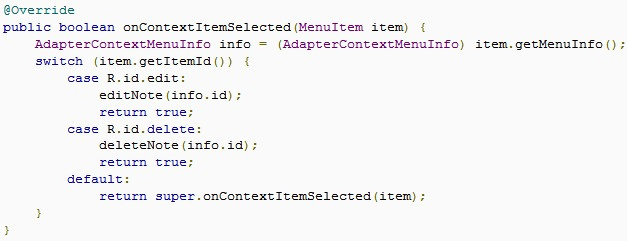 @Override
public boolean onContextItemSelected(MenuItem item) {
    AdapterContextMenuInfo info = (AdapterContextMenuInfo) item.getMenuInfo();
    switch (item.getItemId()) {
        case R.id.edit:
            editNote(info.id);
            return true;
        case R.id.delete:
            deleteNote(info.id);
            return true;
        default:
            return super.onContextItemSelected(item);
    }
}